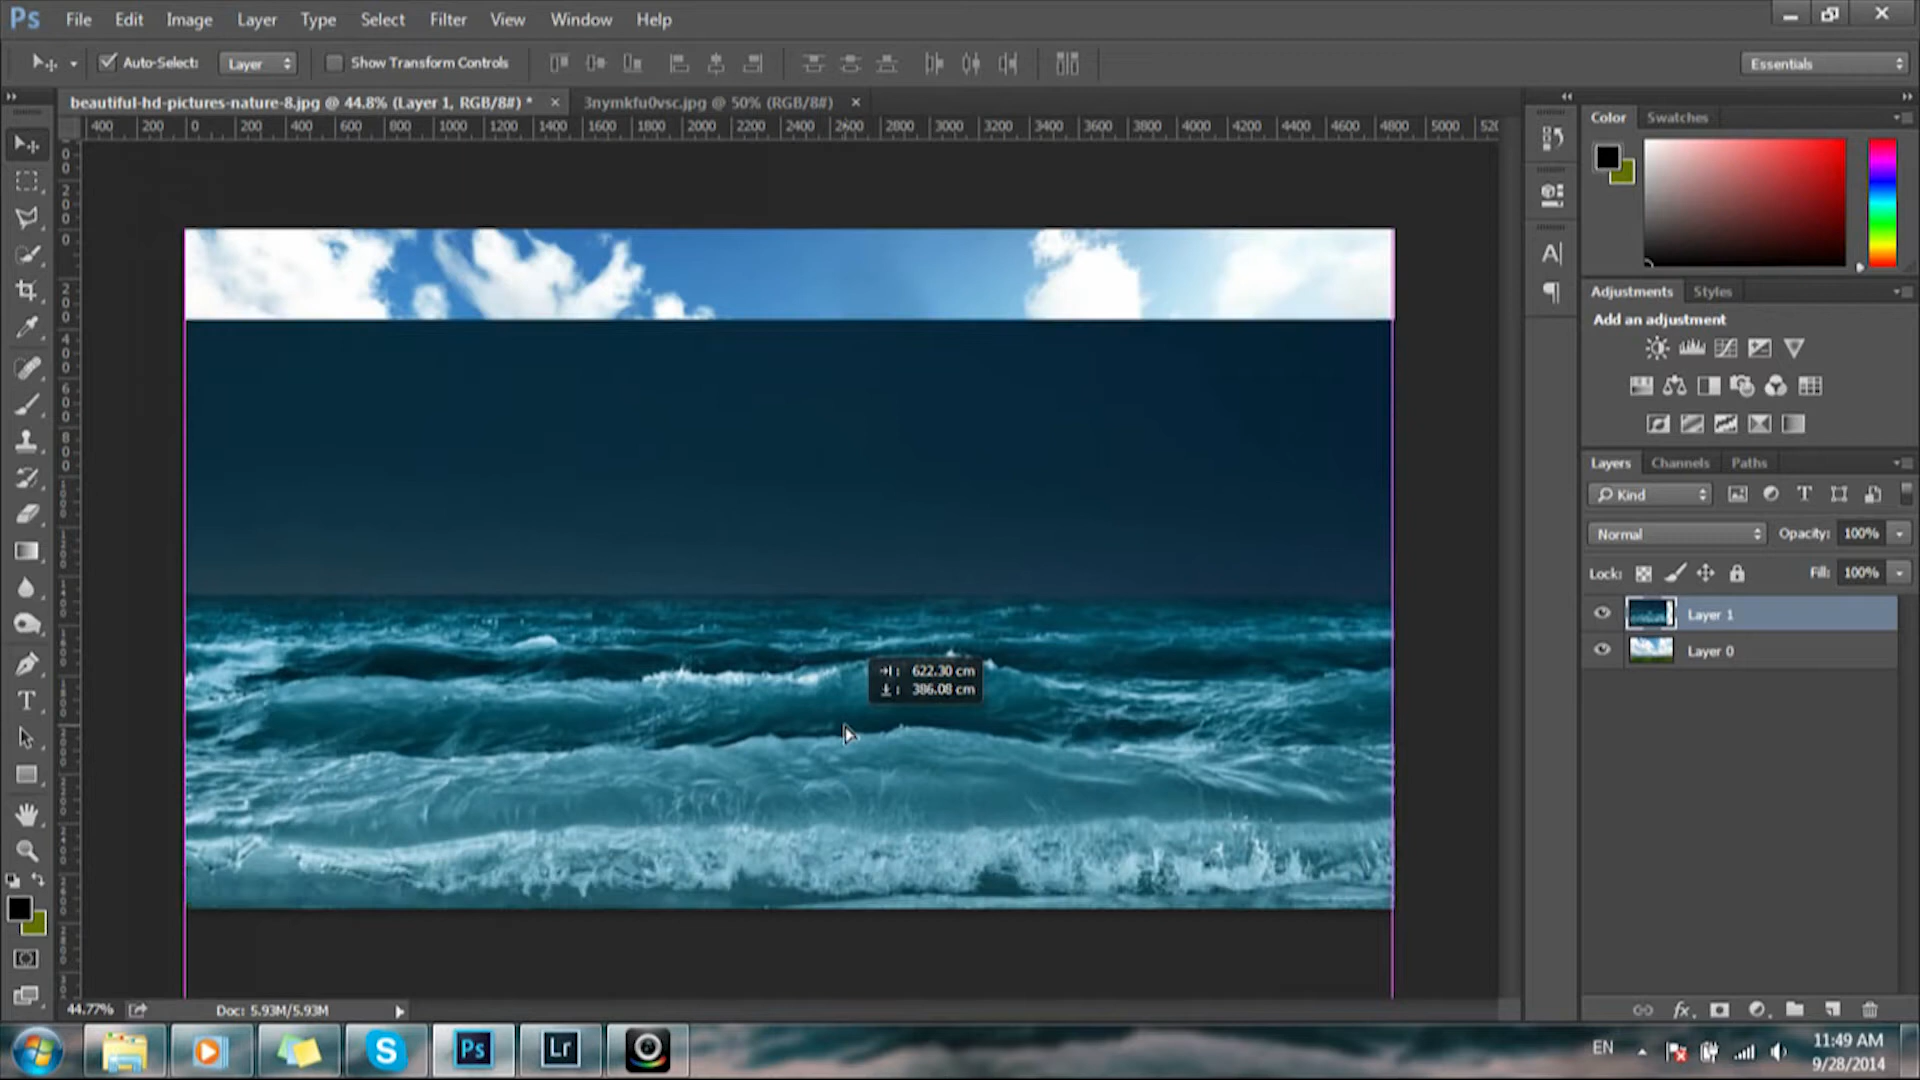 Ps File Edit Image Layer Type Select Filter View Window Help
Auto-Select: Layer Show Transform Controls Essentials
beautiful-hd-pictures-nature-8.jpg @ 44.8% (Layer 1, RGB/8#) * × 3nymkfu0vsc.jpg @ 50% (RGB/8#) ×
400 200 0 200 400 600 800 1000 1200 1400 1600 1800 2000 2200 2400 2600 2800 3000 3200 3400 3600 3800 4000 4200 4400 4600 4800 5000 520
Color Swatches
Adjustments Styles
Add an adjustment
Layers Channels Paths
Kind
Normal Opacity: 100%
Lock: Fill: 100%
Layer 1
Layer 0
622.30 cm
386.08 cm
44.77% Doc: 5.93M/5.93M
Ps Lr
EN
11:49 AM
9/28/2014